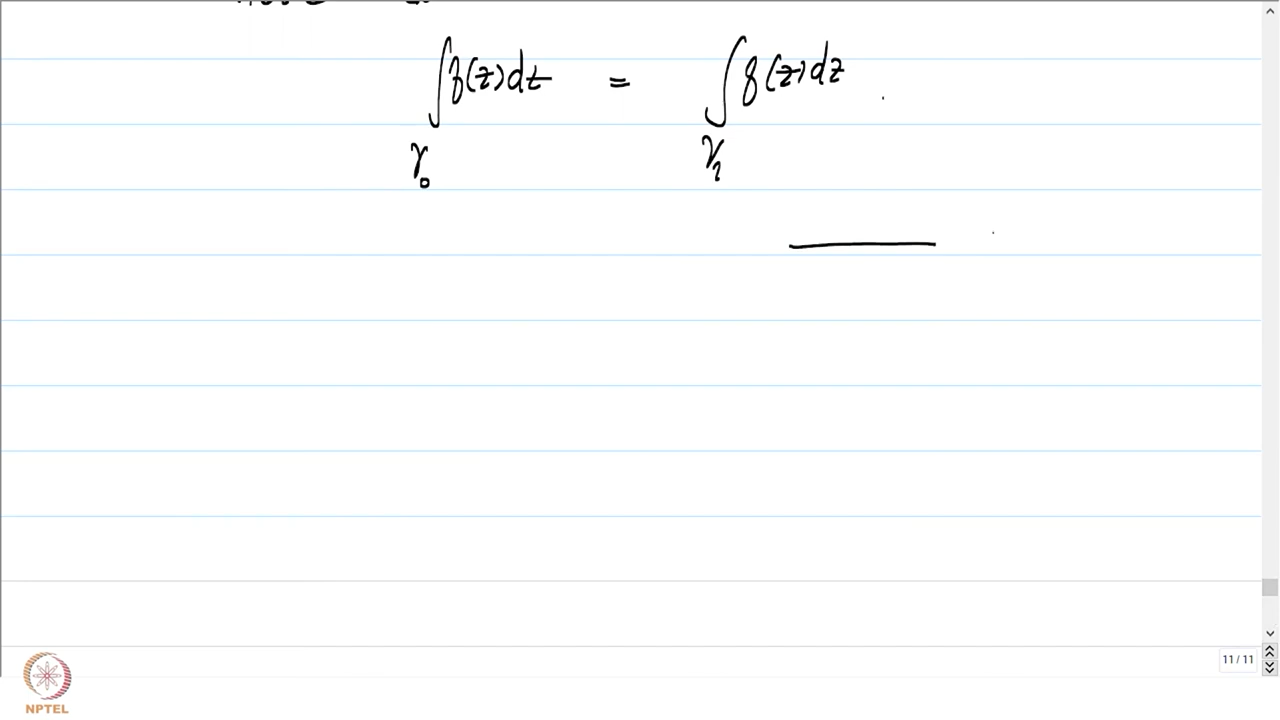 ∫f(z)dz = ∫f(z)dz.
γ₀ γ₁
11 / 11
NPTEL